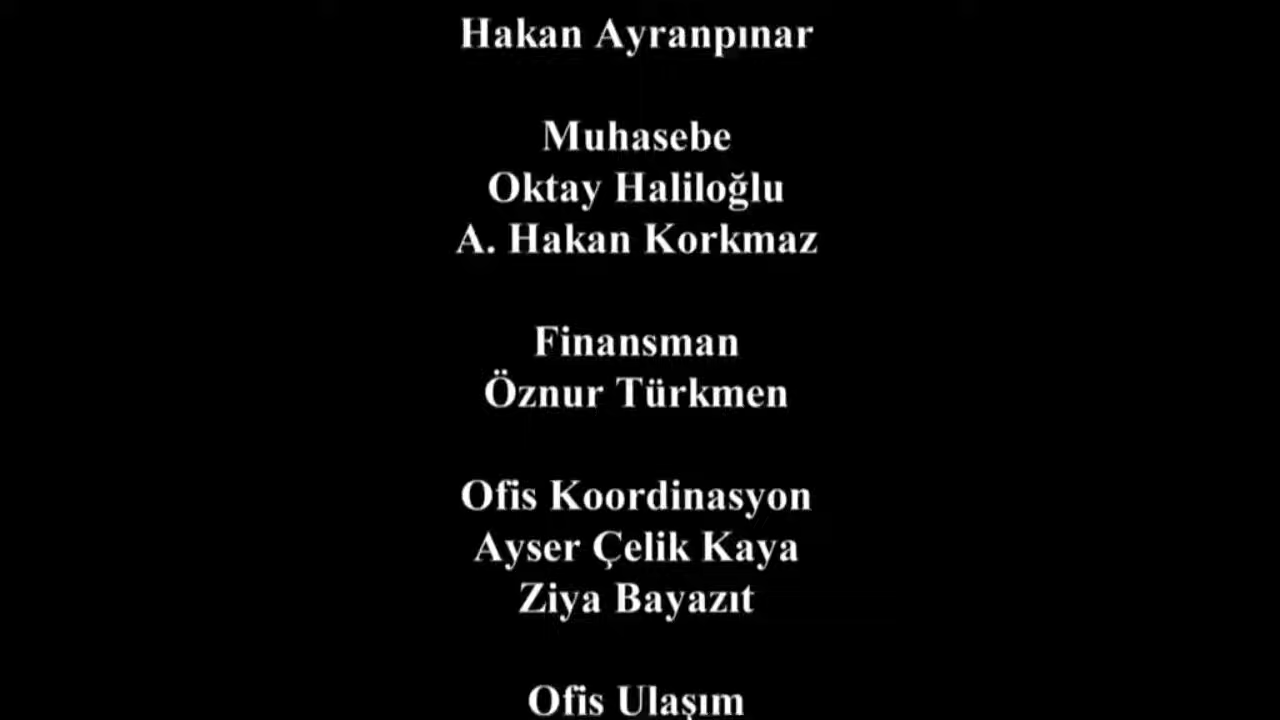 Hakan Ayranpınar
Muhasebe
Oktay Haliloğlu
A. Hakan Korkmaz
Finansman
Öznur Türkmen
Ofis Koordinasyon
Ayser Çelik Kaya
Ziya Bayazıt
Ofis Ulaşım